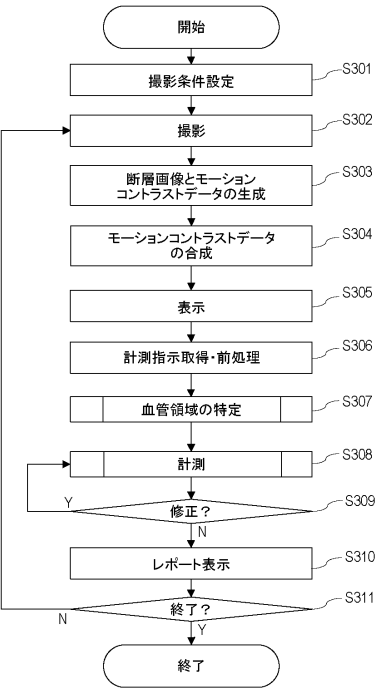 開始
撮影条件設定
S301
撮影
S302
断層画像とモーション
コントラストデータの生成
S303
モーションコントラストデータ
の合成
S304
表示
S305
計測指示取得・前処理
S306
血管領域の特定
S307
計測
S308
修正?
S309
Y
N
レポート表示
S310
終了?
S311
N
Y
終了